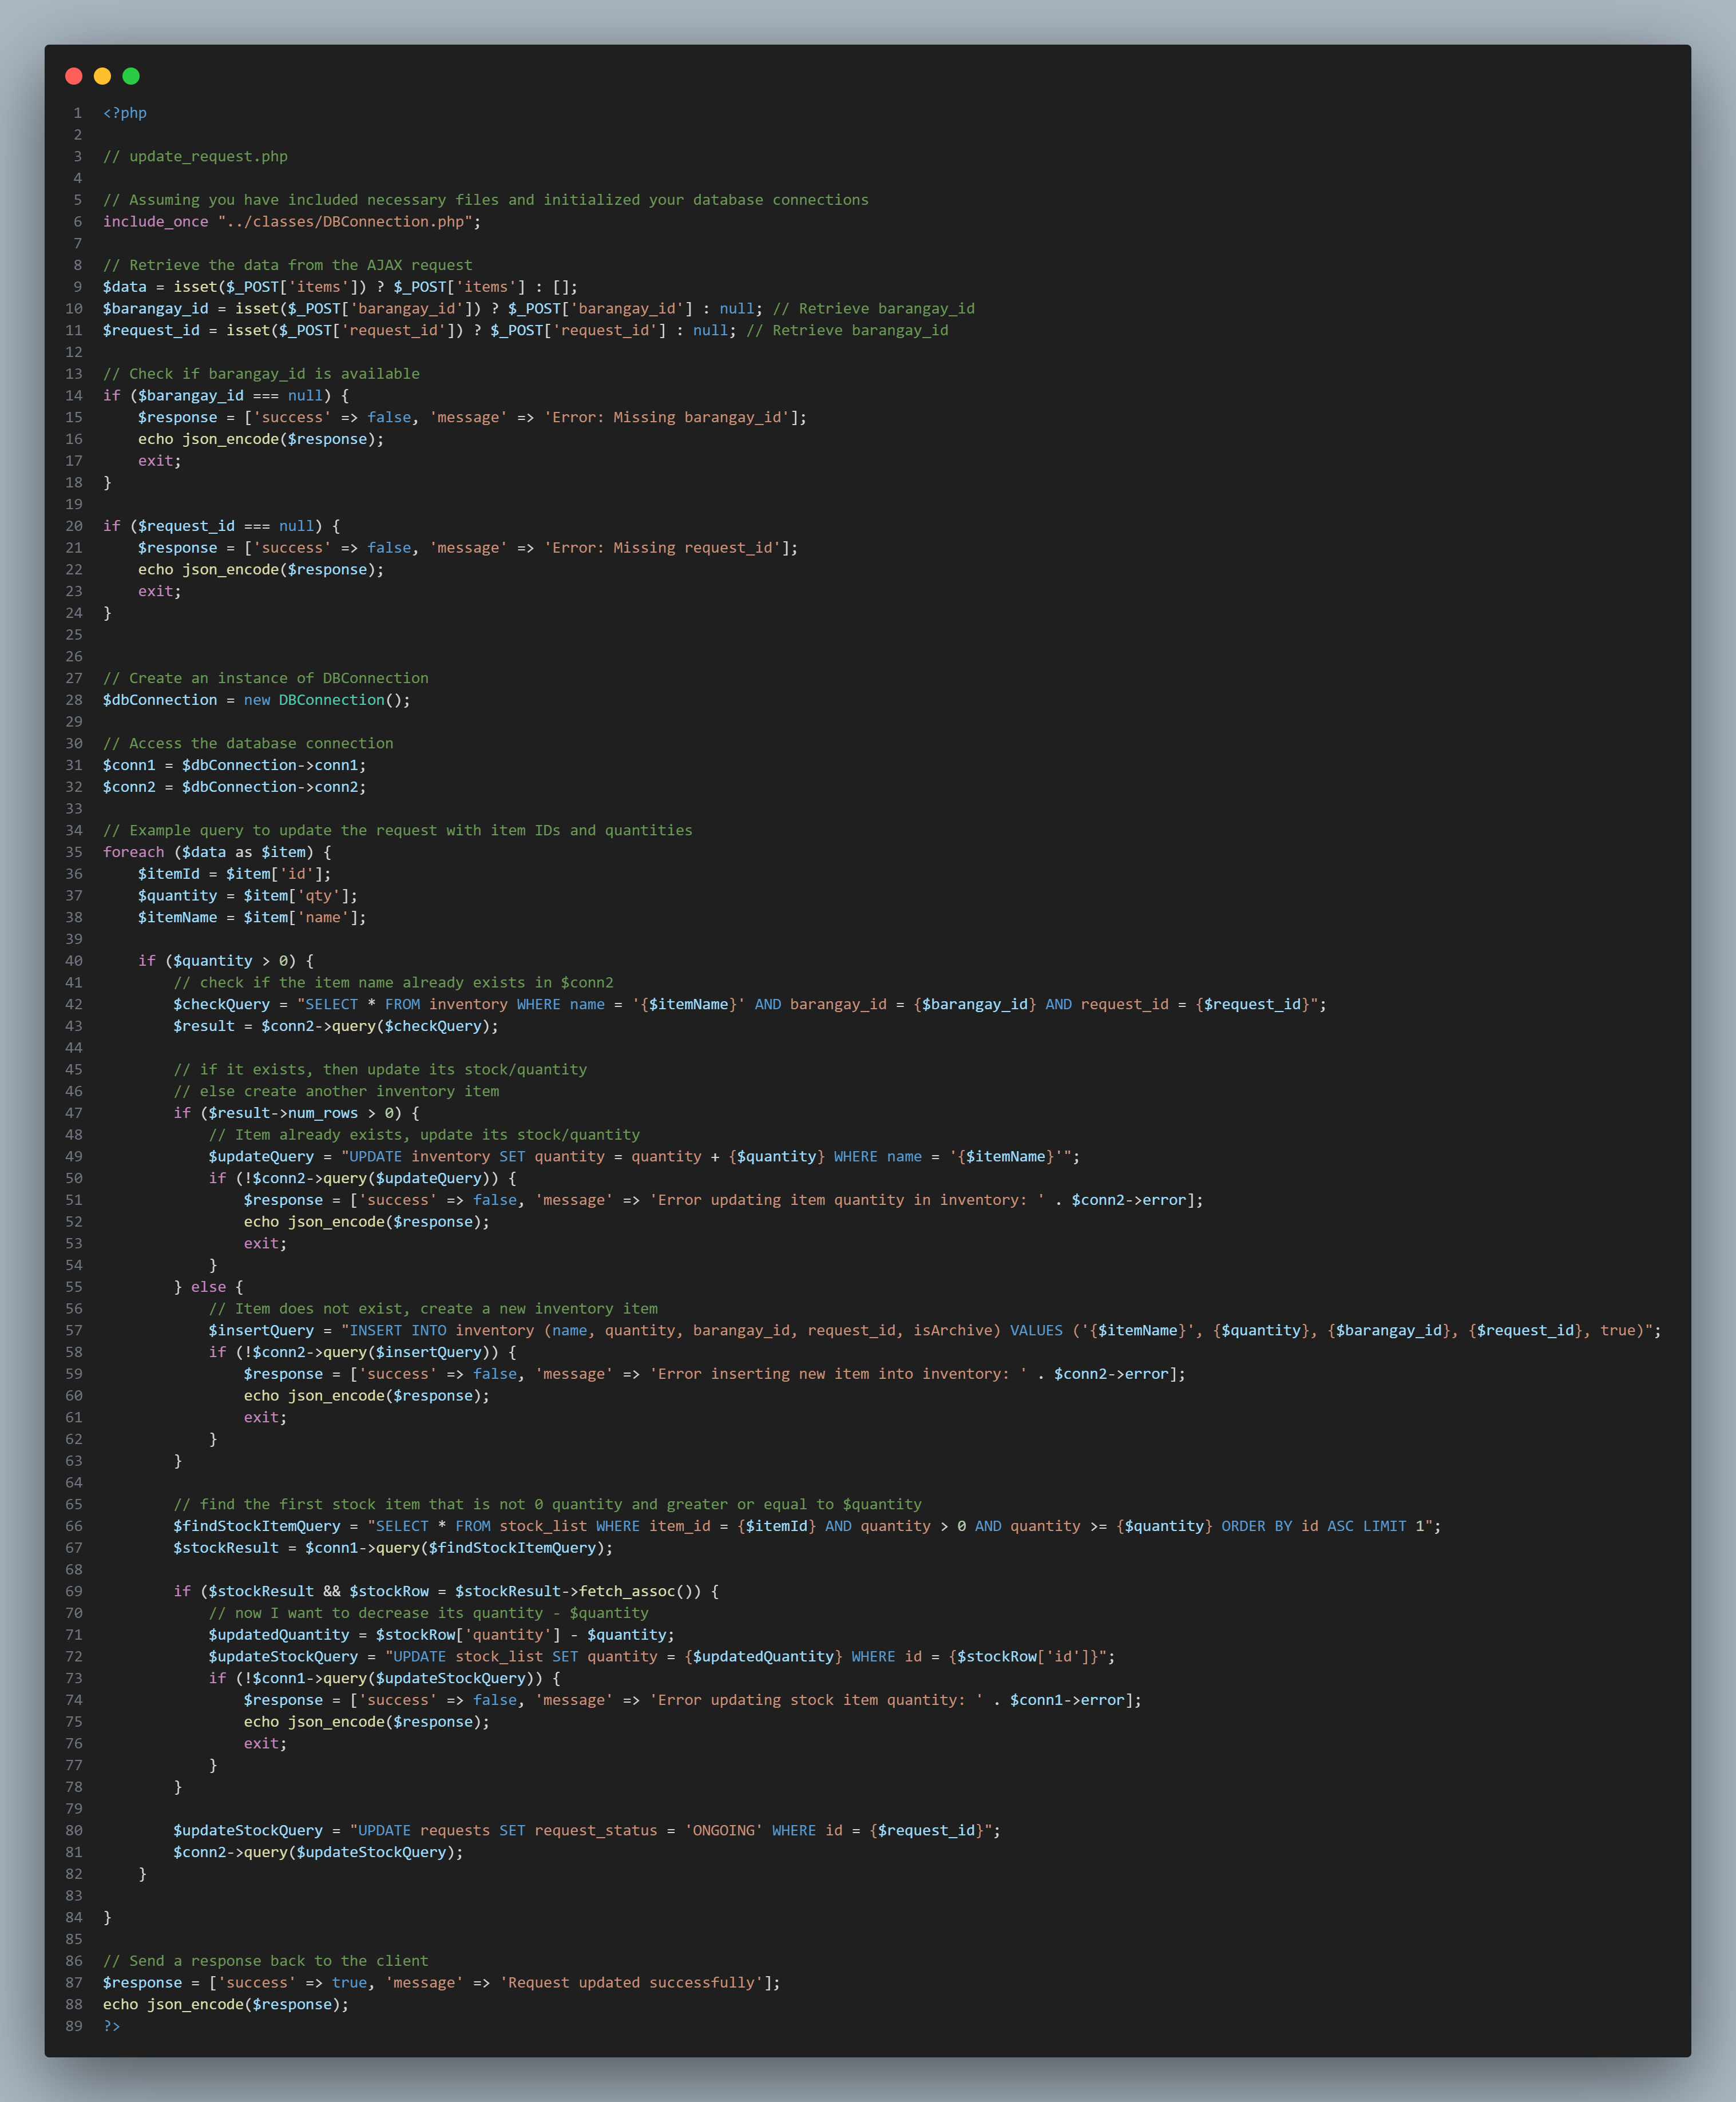 1 <?php
2
3 // update_request.php
4
5 // Assuming you have included necessary files and initialized your database connections
6 include_once "../classes/DBConnection.php";
7
8 // Retrieve the data from the AJAX request
9 $data = isset($_POST['items']) ? $_POST['items'] : [];
10 $barangay_id = isset($_POST['barangay_id']) ? $_POST['barangay_id'] : null; // Retrieve barangay_id
11 $request_id = isset($_POST['request_id']) ? $_POST['request_id'] : null; // Retrieve barangay_id
12
13 // Check if barangay_id is available
14 if ($barangay_id === null) {
15     $response = ['success' => false, 'message' => 'Error: Missing barangay_id'];
16     echo json_encode($response);
17     exit;
18 }
19
20 if ($request_id === null) {
21     $response = ['success' => false, 'message' => 'Error: Missing request_id'];
22     echo json_encode($response);
23     exit;
24 }
25
26
27 // Create an instance of DBConnection
28 $dbConnection = new DBConnection();
29
30 // Access the database connection
31 $conn1 = $dbConnection->conn1;
32 $conn2 = $dbConnection->conn2;
33
34 // Example query to update the request with item IDs and quantities
35 foreach ($data as $item) {
36     $itemId = $item['id'];
37     $quantity = $item['qty'];
38     $itemName = $item['name'];
39
40     if ($quantity > 0) {
41         // check if the item name already exists in $conn2
42         $checkQuery = "SELECT * FROM inventory WHERE name = '{$itemName}' AND barangay_id = {$barangay_id} AND request_id = {$request_id}";
43         $result = $conn2->query($checkQuery);
44
45         // if it exists, then update its stock/quantity
46         // else create another inventory item
47         if ($result->num_rows > 0) {
48             // Item already exists, update its stock/quantity
49             $updateQuery = "UPDATE inventory SET quantity = quantity + {$quantity} WHERE name = '{$itemName}'";
50             if (!$conn2->query($updateQuery)) {
51                 $response = ['success' => false, 'message' => 'Error updating item quantity in inventory: ' . $conn2->error];
52                 echo json_encode($response);
53                 exit;
54             }
55         } else {
56             // Item does not exist, create a new inventory item
57             $insertQuery = "INSERT INTO inventory (name, quantity, barangay_id, request_id, isArchive) VALUES ('{$itemName}', {$quantity}, {$barangay_id}, {$request_id}, true)";
58             if (!$conn2->query($insertQuery)) {
59                 $response = ['success' => false, 'message' => 'Error inserting new item into inventory: ' . $conn2->error];
60                 echo json_encode($response);
61                 exit;
62             }
63         }
64
65         // find the first stock item that is not 0 quantity and greater or equal to $quantity
66         $findStockItemQuery = "SELECT * FROM stock_list WHERE item_id = {$itemId} AND quantity > 0 AND quantity >= {$quantity} ORDER BY id ASC LIMIT 1";
67         $stockResult = $conn1->query($findStockItemQuery);
68
69         if ($stockResult && $stockRow = $stockResult->fetch_assoc()) {
70             // now I want to decrease its quantity - $quantity
71             $updatedQuantity = $stockRow['quantity'] - $quantity;
72             $updateStockQuery = "UPDATE stock_list SET quantity = {$updatedQuantity} WHERE id = {$stockRow['id']}";
73             if (!$conn1->query($updateStockQuery)) {
74                 $response = ['success' => false, 'message' => 'Error updating stock item quantity: ' . $conn1->error];
75                 echo json_encode($response);
76                 exit;
77             }
78         }
79
80         $updateStockQuery = "UPDATE requests SET request_status = 'ONGOING' WHERE id = {$request_id}";
81         $conn2->query($updateStockQuery);
82     }
83
84 }
85
86 // Send a response back to the client
87 $response = ['success' => true, 'message' => 'Request updated successfully'];
88 echo json_encode($response);
89 ?>